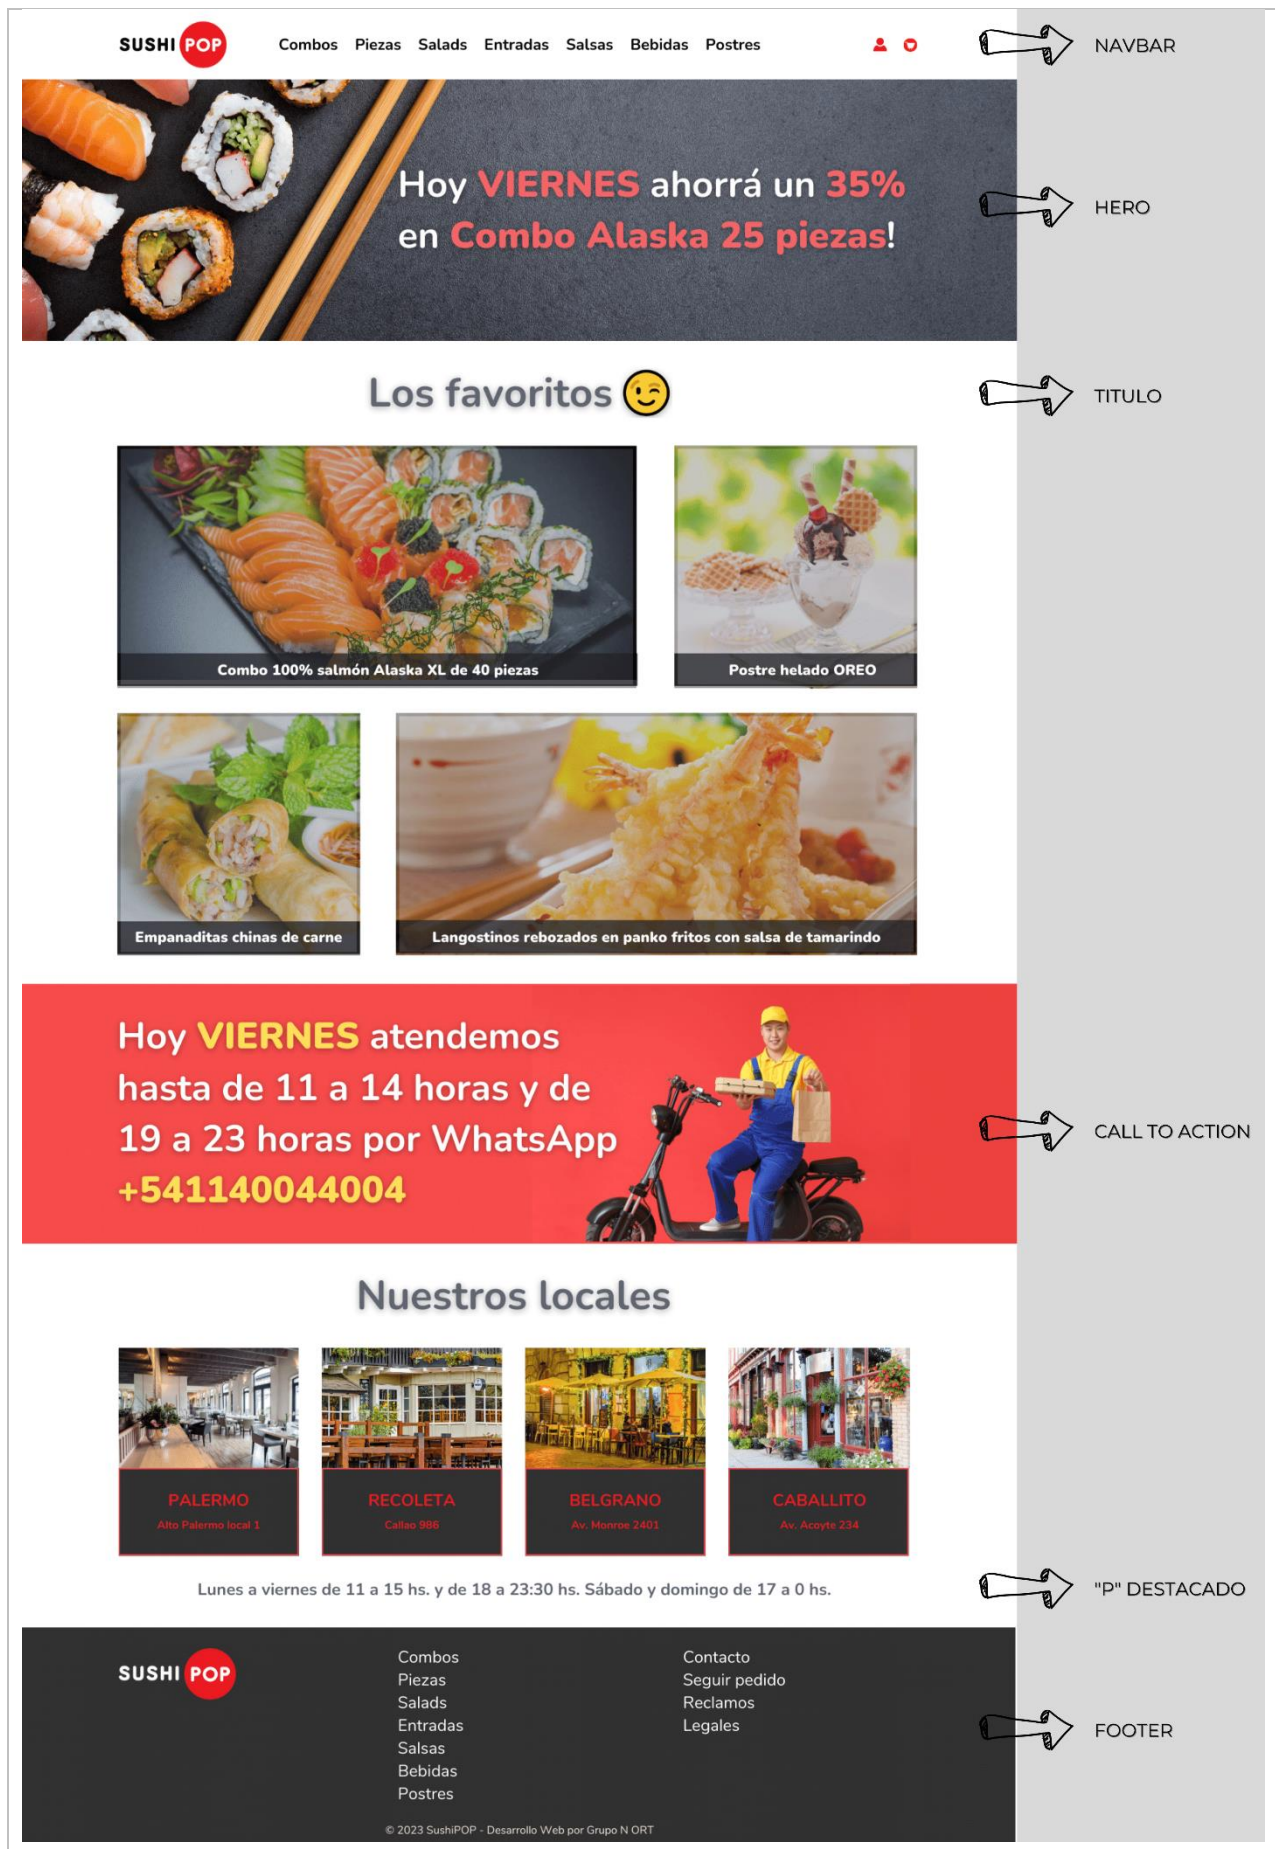 SUSHI POP
Combos Piezas Salads Entradas Salsas Bebidas Postres
NAVBAR
Hoy VIERNES ahorrá un 35%
en Combo Alaska 25 piezas!
HERO
Los favoritos
TITULO
Combo 100% salmón Alaska XL de 40 piezas
Postre helado OREO
Empanaditas chinas de carne
Langostinos rebozados en panko fritos con salsa de tamarindo
Hoy VIERNES atendemos
hasta de 11 a 14 horas y de
19 a 23 horas por WhatsApp
+541140044004
CALL TO ACTION
Nuestros locales
PALERMO
Alto Palermo local 1
RECOLETA
Callao 986
BELGRANO
Av. Monroe 2401
CABALLITO
Av. Acoyte 234
Lunes a viernes de 11 a 15 hs. y de 18 a 23:30 hs. Sábado y domingo de 17 a 0 hs.
"P" DESTACADO
SUSHI POP
Combos
Piezas
Salads
Entradas
Salsas
Bebidas
Postres
Contacto
Seguir pedido
Reclamos
Legales
FOOTER
© 2023 SushiPOP - Desarrollo Web por Grupo N ORT